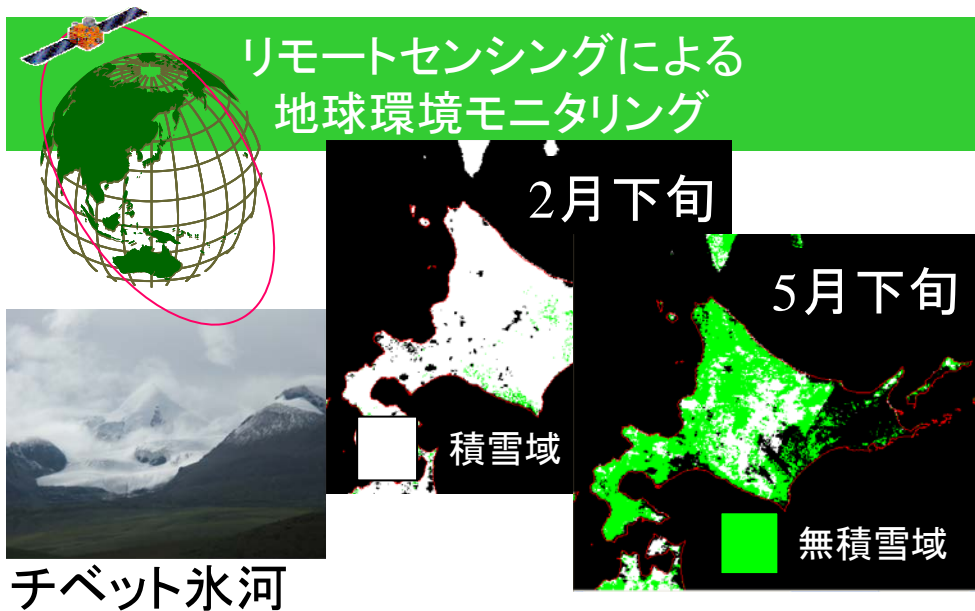 リモートセンシングによる
地球環境モニタリング
2月下旬
5月下旬
積雪域
無積雪域
チベット氷河